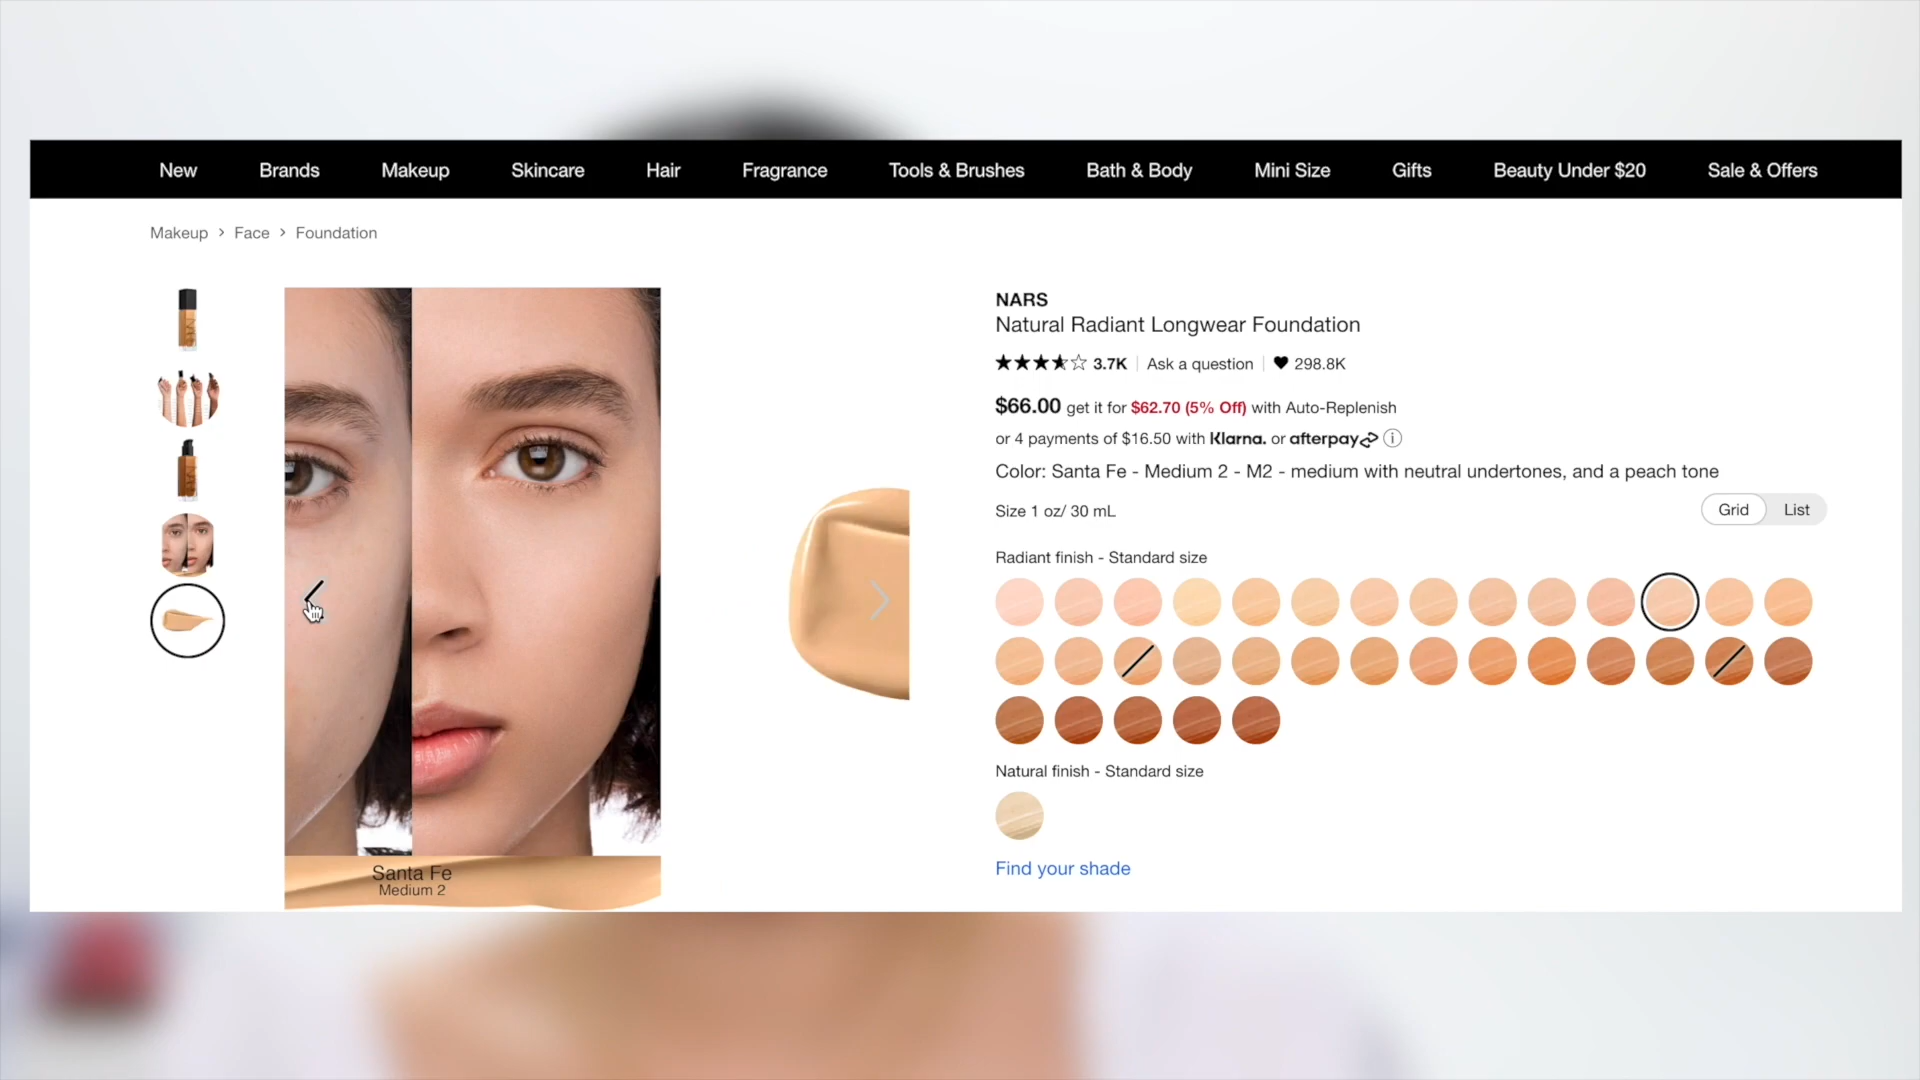 New Brands Makeup Skincare Hair Fragrance Tools & Brushes Bath & Body Mini Size Gifts Beauty Under $20 Sale & Offers
Makeup > Face > Foundation
NARS
Natural Radiant Longwear Foundation
3.7K Ask a question 298.8K
$66.00 get it for $62.70 (5% Off) with Auto-Replenish
or 4 payments of $16.50 with Klarna. or afterpay
Color: Santa Fe - Medium 2 - M2 - medium with neutral undertones, and a peach tone
Size 1 oz/ 30 mL
Grid List
Radiant finish - Standard size
Natural finish - Standard size
Find your shade
Santa Fe
Medium 2